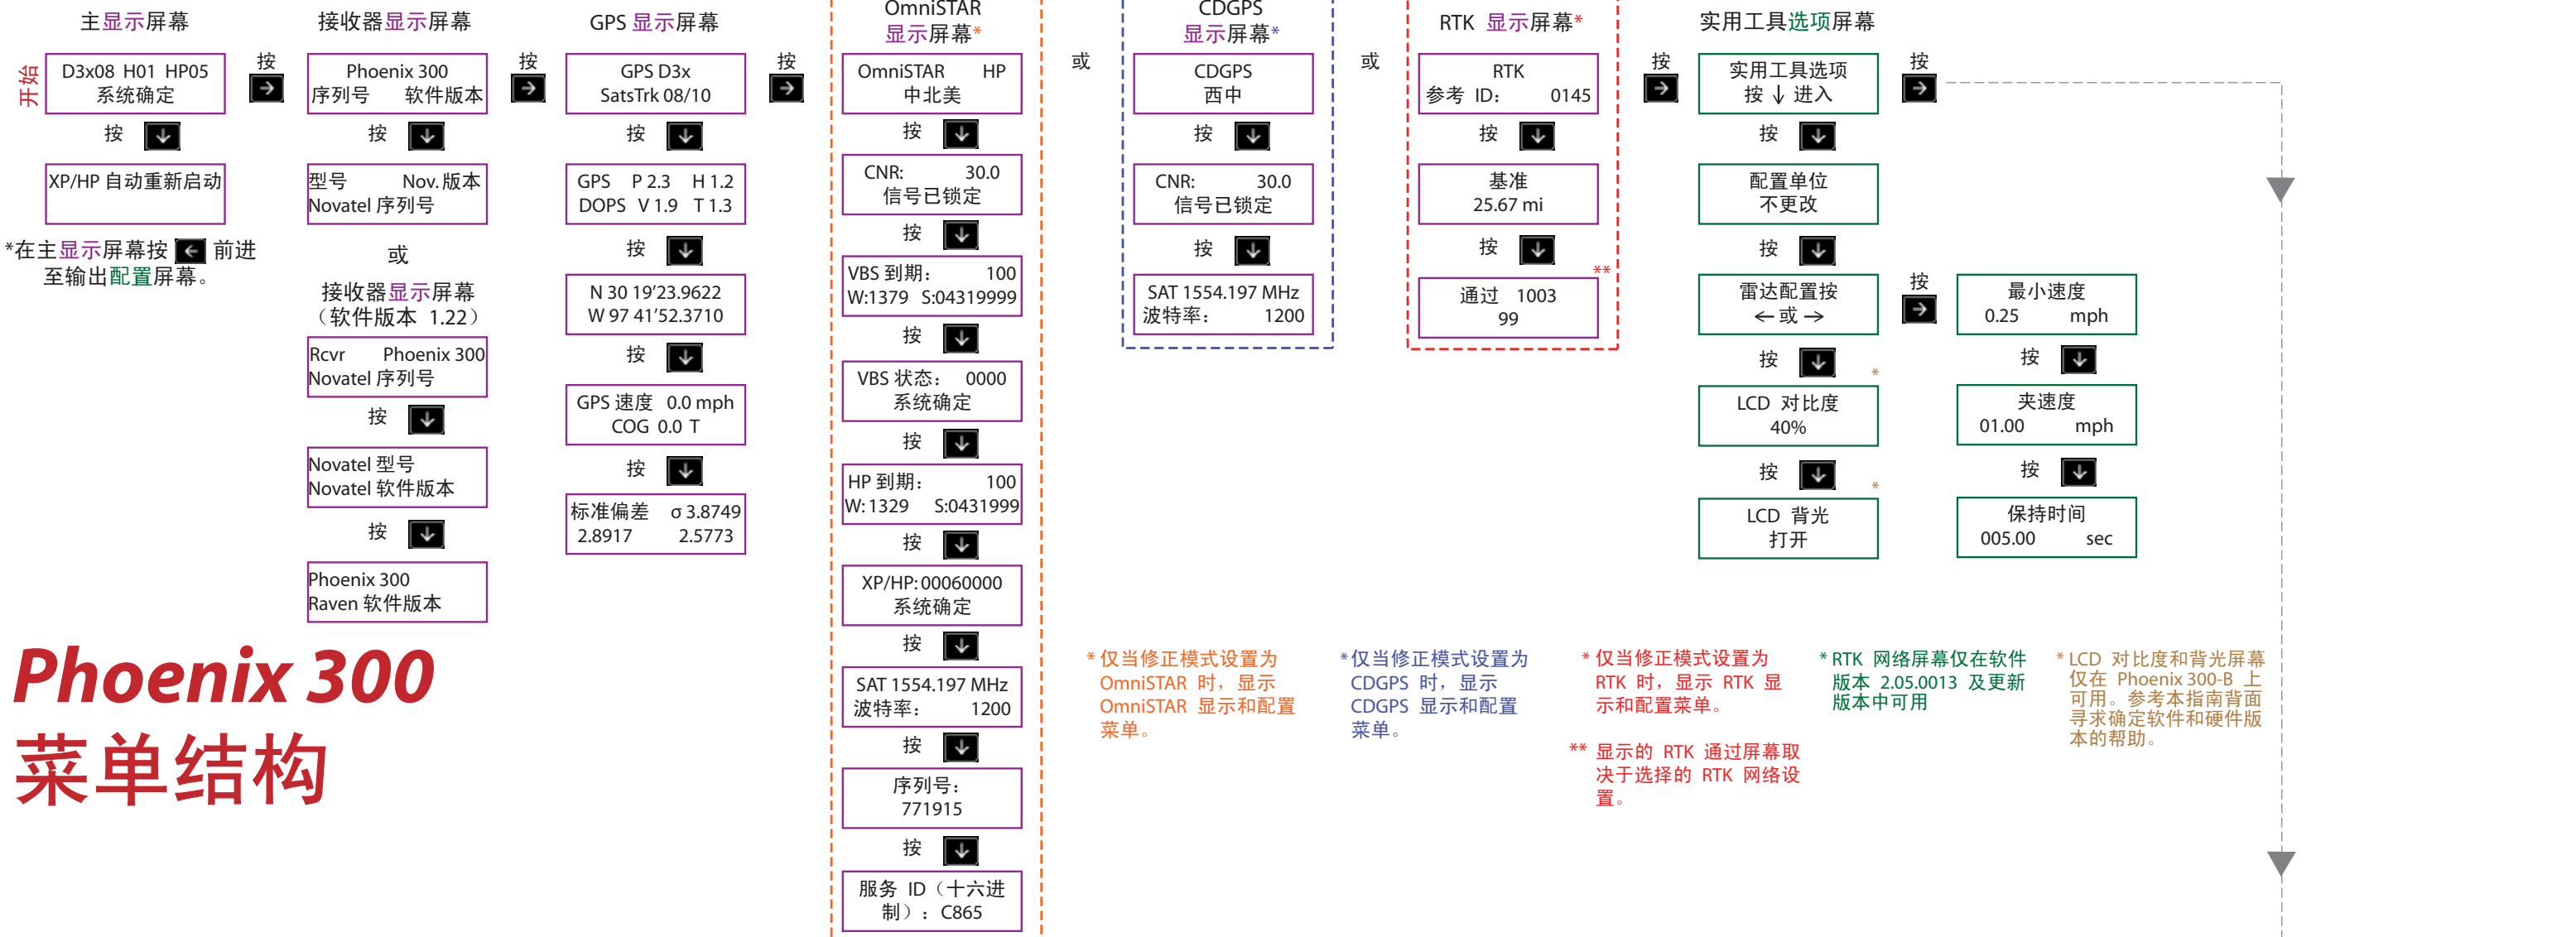 主显示屏幕
开始
D3x08 H01 HP05
系统确定
按
按
XP/HP 自动重新启动
*在主显示屏幕按 ← 前进
至输出配置屏幕。
接收器显示屏幕
Phoenix 300
序列号 软件版本
按
按
型号 Nov. 版本
Novatel 序列号
或
接收器显示屏幕
（软件版本 1.22）
Rcvr Phoenix 300
Novatel 序列号
按
Novatel 型号
Novatel 软件版本
按
Phoenix 300
Raven 软件版本
GPS 显示屏幕
GPS D3x
SatsTrk 08/10
按
按
GPS P 2.3 H 1.2
DOPS V 1.9 T 1.3
按
N 30 19′23.9622
W 97 41′52.3710
按
GPS 速度 0.0 mph
COG 0.0 T
按
标准偏差 σ 3.8749
2.8917 2.5773
OmniSTAR
显示屏幕*
OmniSTAR HP
中北美
按
CNR: 30.0
信号已锁定
按
VBS 到期： 100
W:1379 S:04319999
按
VBS 状态： 0000
系统确定
按
HP 到期： 100
W: 1329 S:0431999
按
XP/HP: 00060000
系统确定
按
SAT 1554.197 MHz
波特率： 1200
按
序列号：
771915
按
服务 ID（十六进
制）：C865
或
CDGPS
显示屏幕*
CDGPS
西中
按
CNR: 30.0
信号已锁定
按
SAT 1554.197 MHz
波特率： 1200
或
RTK 显示屏幕*
RTK
参考 ID： 0145
按
按
基准
25.67 mi
按
**
通过 1003
99
实用工具选项屏幕
实用工具选项
按 ↓ 进入
按
按
配置单位
不更改
按
雷达配置按
← 或 →
按
按
*
LCD 对比度
40%
按
*
LCD 背光
打开
最小速度
0.25 mph
按
夹速度
01.00 mph
按
保持时间
005.00 sec
Phoenix 300
菜单结构
* 仅当修正模式设置为
OmniSTAR 时，显示
OmniSTAR 显示和配置
菜单。
* 仅当修正模式设置为
CDGPS 时，显示
CDGPS 显示和配置
菜单。
* 仅当修正模式设置为
RTK 时，显示 RTK 显
示和配置菜单。
** 显示的 RTK 通过屏幕取
决于选择的 RTK 网络设
置。
* RTK 网络屏幕仅在软件
版本 2.05.0013 及更新
版本中可用
* LCD 对比度和背光屏幕
仅在 Phoenix 300-B 上
可用。参考本指南背面
寻求确定软件和硬件版
本的帮助。